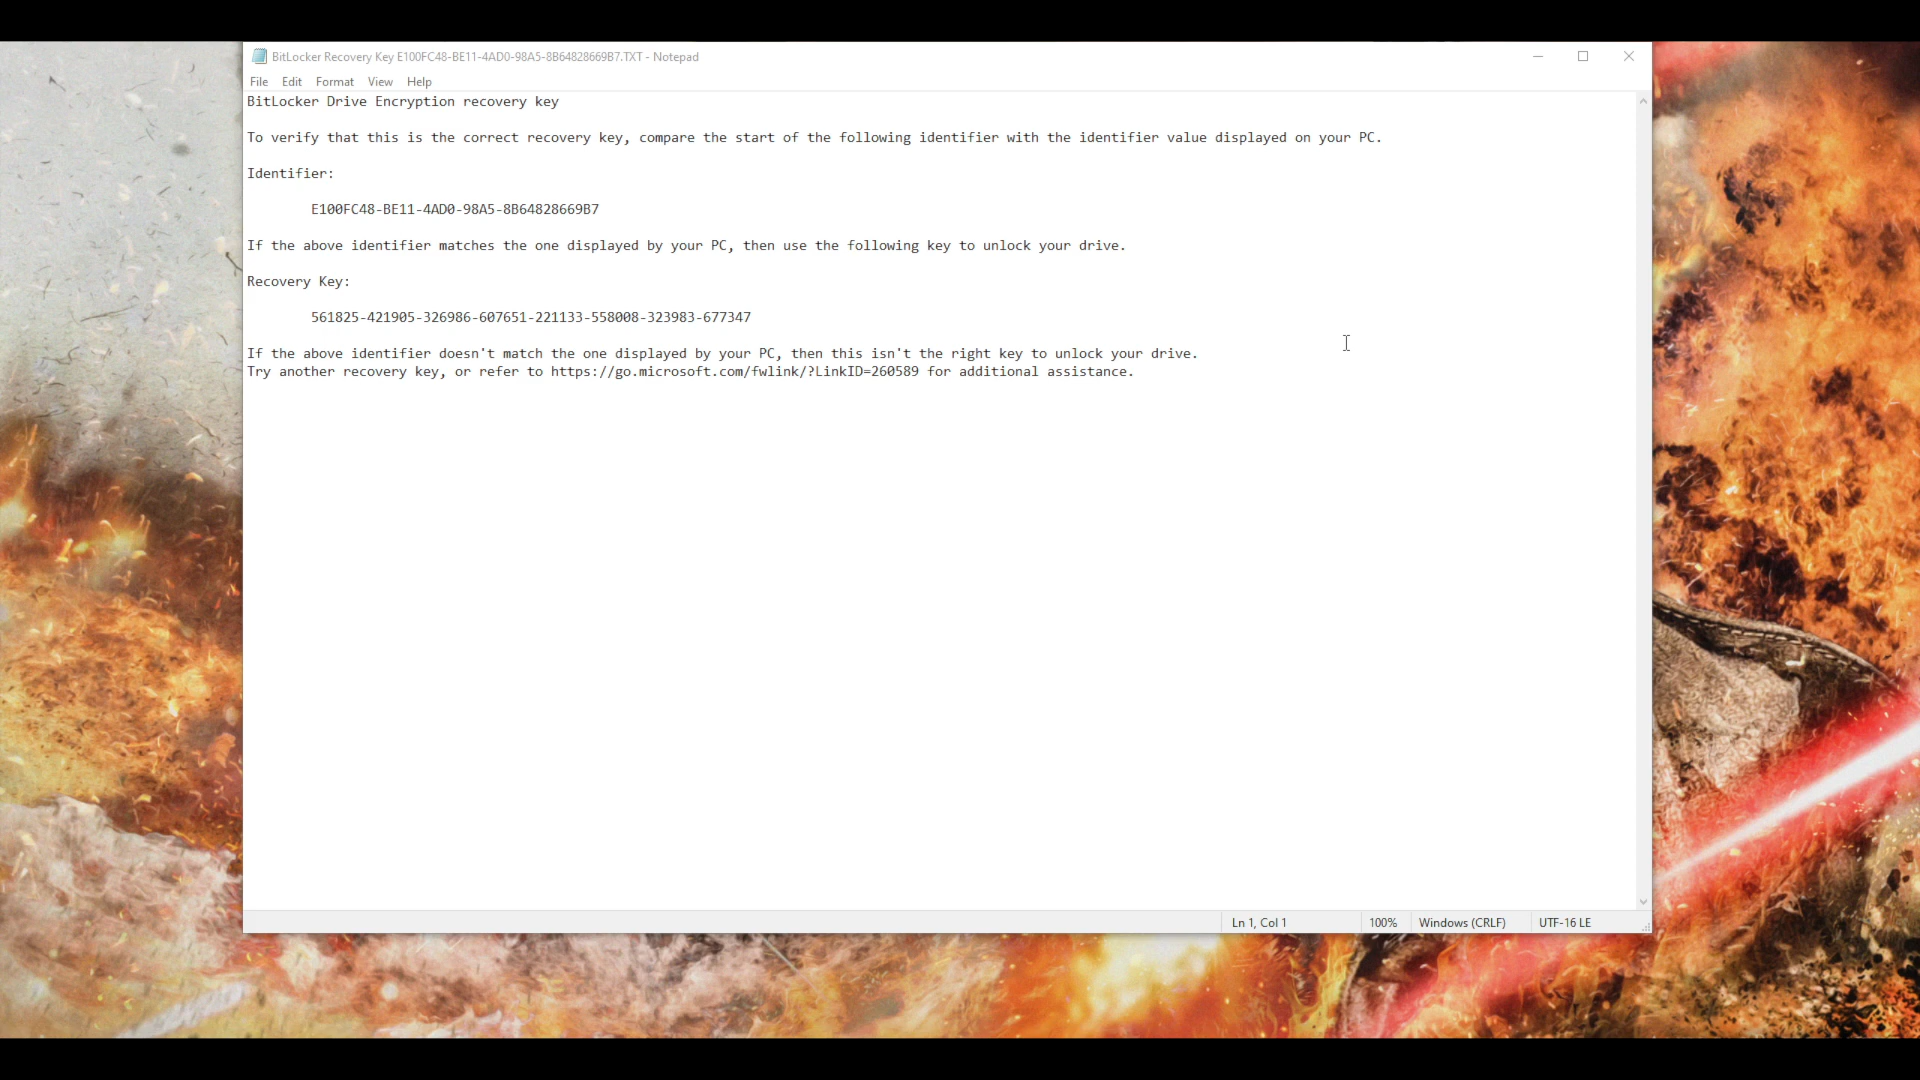 BitLocker Recovery Key E100FC48-BE11-4AD0-98A5-8B64828669B7.TXT - Notepad
File Edit Format View Help
BitLocker Drive Encryption recovery key
To verify that this is the correct recovery key, compare the start of the following identifier with the identifier value displayed on your PC.
Identifier:
E100FC48-BE11-4AD0-98A5-8B64828669B7
If the above identifier matches the one displayed by your PC, then use the following key to unlock your drive.
Recovery Key:
561825-421905-326986-607651-221133-558008-323983-677347
If the above identifier doesn't match the one displayed by your PC, then this isn't the right key to unlock your drive.
Try another recovery key, or refer to https://go.microsoft.com/fwlink/?LinkID=260589 for additional assistance.
Ln 1, Col 1 100% Windows (CRLF) UTF-16 LE